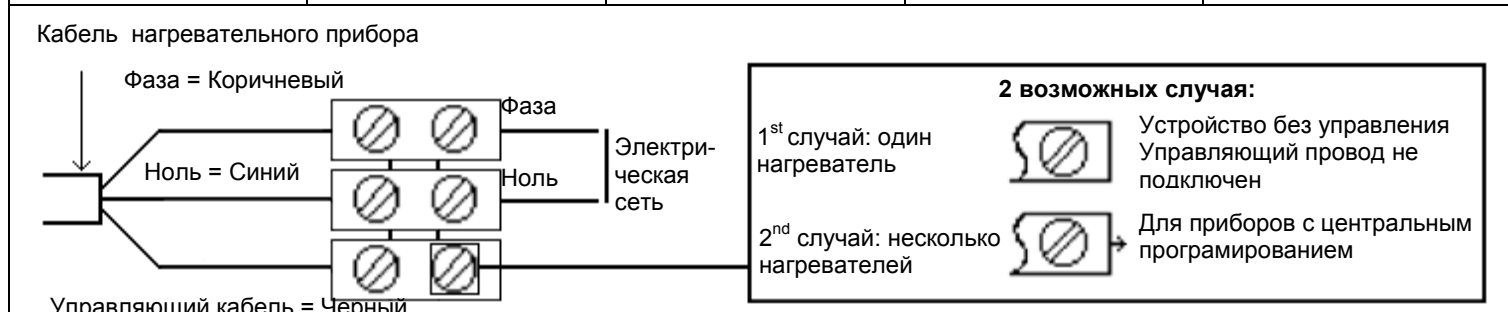 Кабель нагревательного прибора
Фаза = Коричневый
Фаза
Ноль = Синий
Ноль
Электри-
ческая
сеть
Управляющий кабель = Черный
2 возможных случая:
1st случай: один
нагреватель
Устройство без управления
Управляющий провод не
подключен
2nd случай: несколько
нагревателей
Для приборов с центральным
програмированием